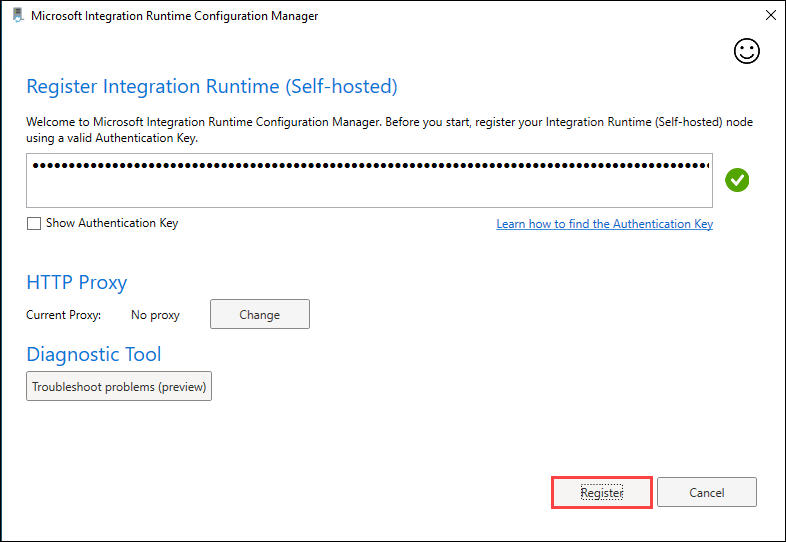 Microsoft Integration Runtime Configuration Manager
Register Integration Runtime (Self-hosted)
Welcome to Microsoft Integration Runtime Configuration Manager. Before you start, register your Integration Runtime (Self-hosted) node
using a valid Authentication Key.
Show Authentication Key
Learn how to find the Authentication Key
HTTP Proxy
Current Proxy: No proxy Change
Diagnostic Tool
Troubleshoot problems (preview)
Register Cancel